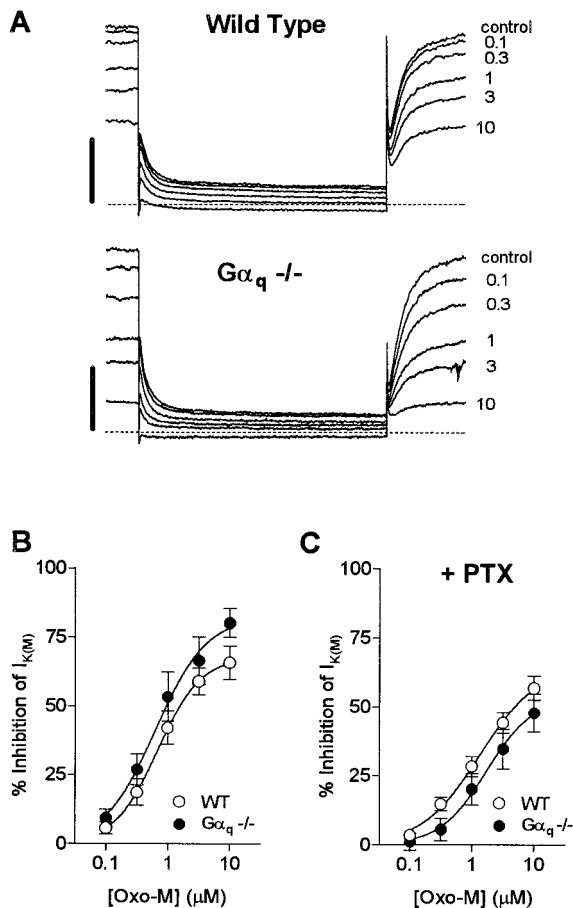 A
Wild Type
control
0.1
0.3
1
3
10
Gαq -/-
control
0.1
0.3
1
3
10
B
100
75
50
25
0
% Inhibition of IK(M)
WT
Gαq -/-
0.1
1
10
[Oxo-M] (μM)
C
+ PTX
100
75
50
25
0
% Inhibition of IK(M)
WT
Gαq -/-
0.1
1
10
[Oxo-M] (μM)